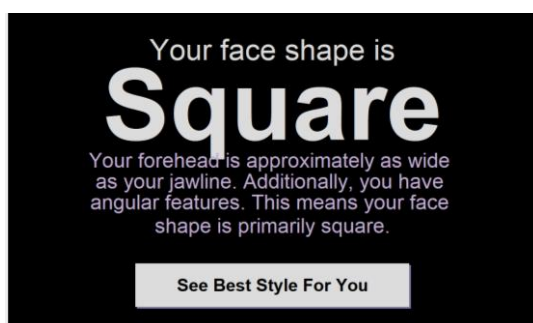 Your face shape is
Square
Your forehead is approximately as wide
as your jawline. Additionally, you have
angular features. This means your face
shape is primarily square.
See Best Style For You